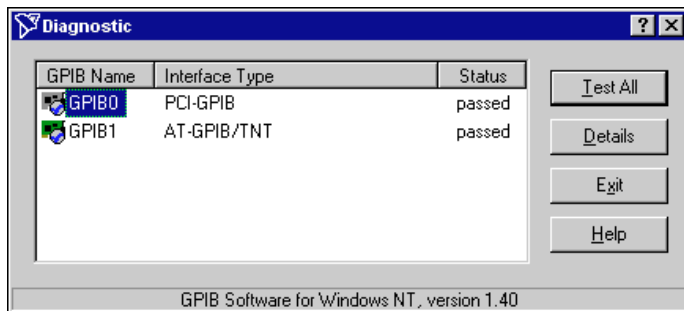 Diagnostic
GPIB Name Interface Type Status
GPIB0 PCI-GPIB passed
GPIB1 AT-GPIB/TNT passed
Test All
Details
Exit
Help
GPIB Software for Windows NT, version 1.40